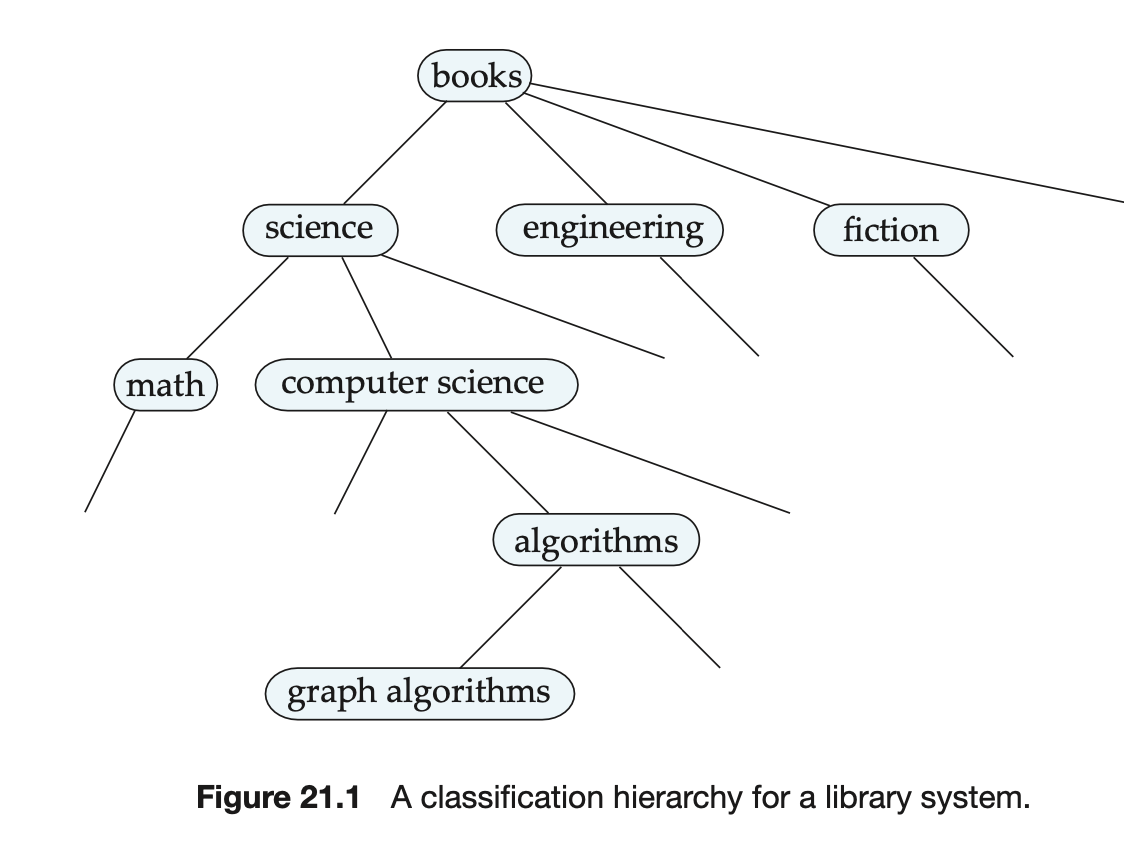 books
science
engineering
fiction
math
computer science
algorithms
graph algorithms
Figure 21.1 A classification hierarchy for a library system.